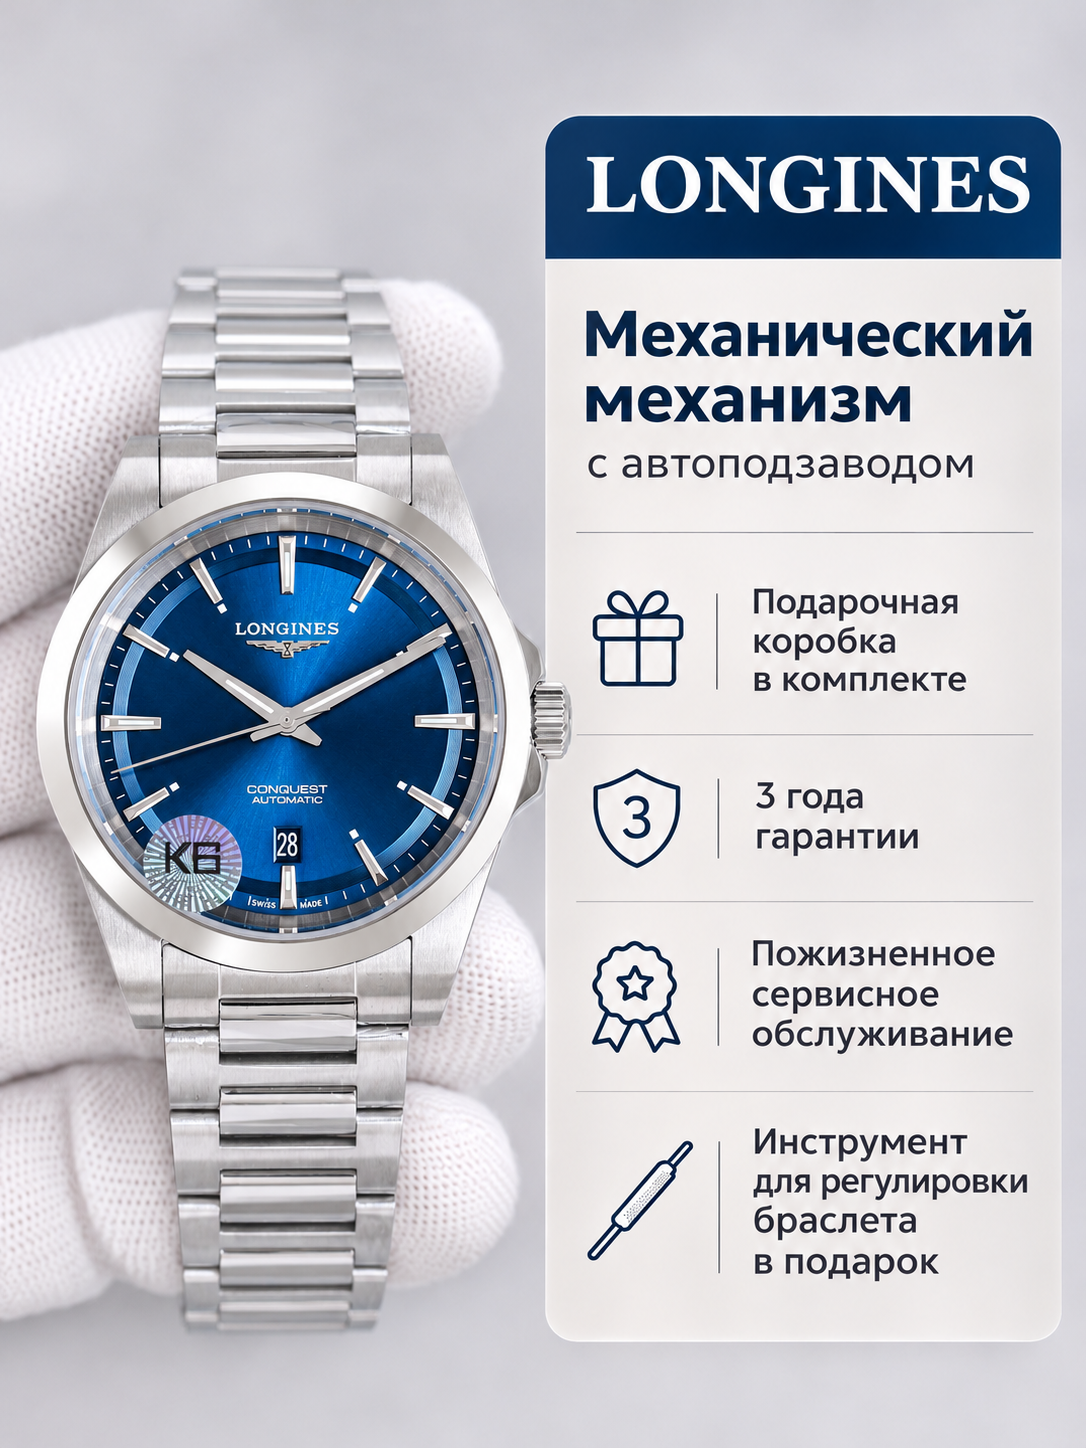 LONGINES
Механический
механизм
с автоподзаводом
Подарочная
коробка
в комплекте
3
3 года
гарантии
Пожизненное
сервисное
обслуживание
Инструмент
для регулировки
браслета
в подарок
LONGINES
CONQUEST
AUTOMATIC
28
K6
SWISS MADE